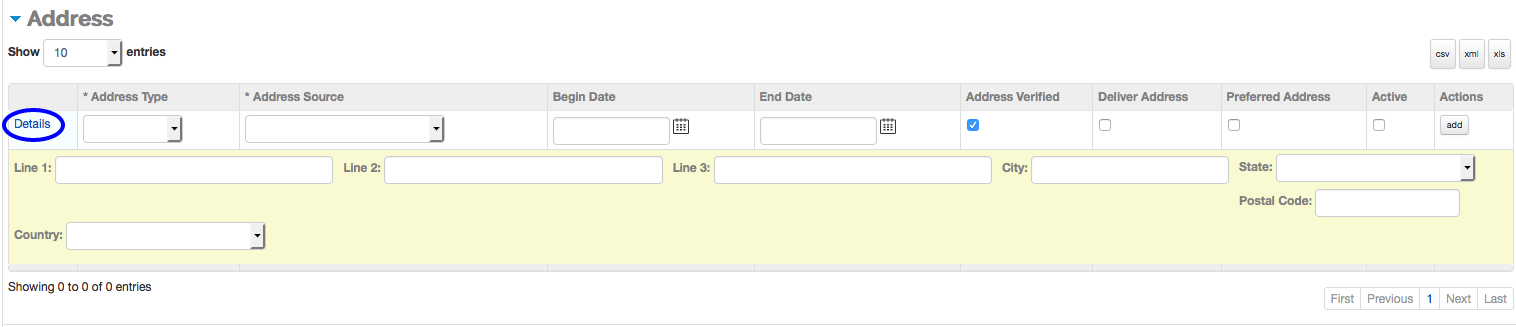 Address
Show 10 entries
csv xml xls
* Address Type * Address Source Begin Date End Date Address Verified Deliver Address Preferred Address Active Actions
Details add
Line 1: Line 2: Line 3: City: State:
Postal Code:
Country:
Showing 0 to 0 of 0 entries
First Previous 1 Next Last